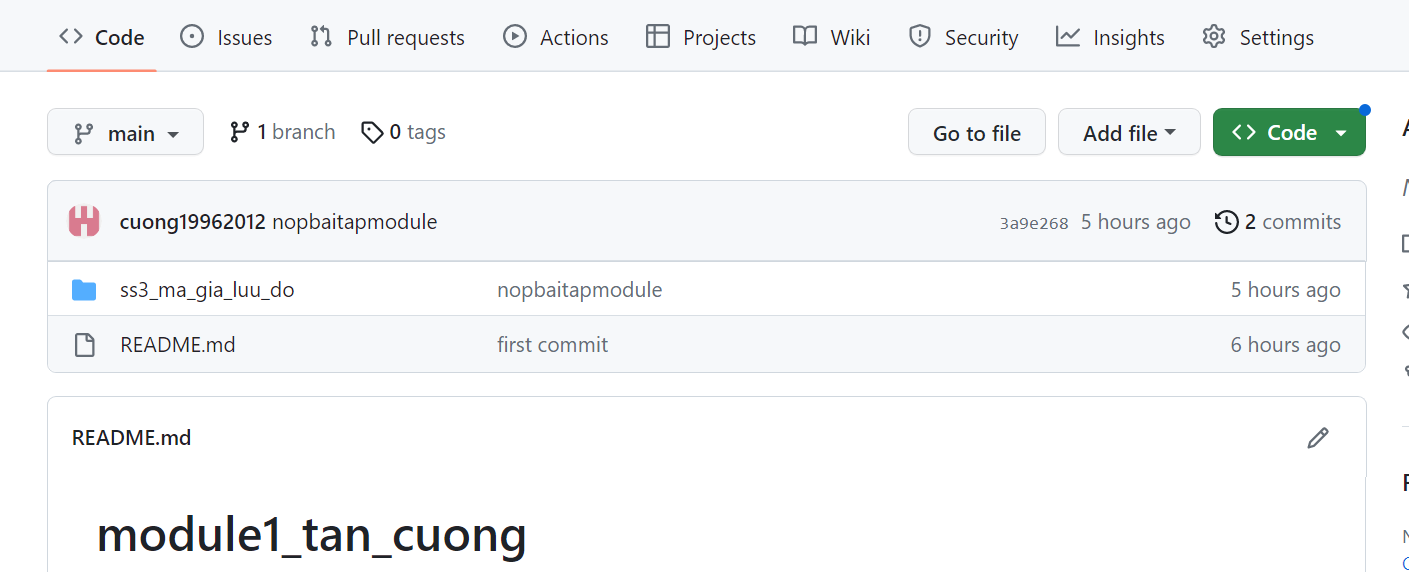 Code Issues Pull requests Actions Projects Wiki Security Insights Settings
main 1 branch 0 tags Go to file Add file Code
cuong19962012 nopbaitapmodule 3a9e268 5 hours ago 2 commits
ss3_ma_gia_luu_do nopbaitapmodule 5 hours ago
README.md first commit 6 hours ago
README.md
module1_tan_cuong